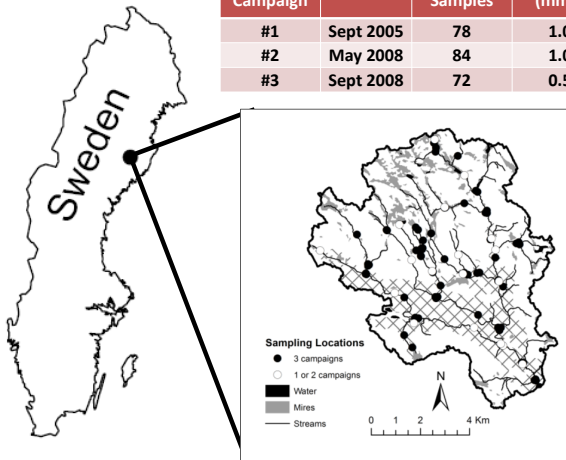 Campaign Samples
#1 Sept 2005 78
#2 May 2008 84
#3 Sept 2008 72
Sweden
Sampling Locations
3 campaigns
1 or 2 campaigns
Water
Mires
Streams
N
0 1 2 4 Km